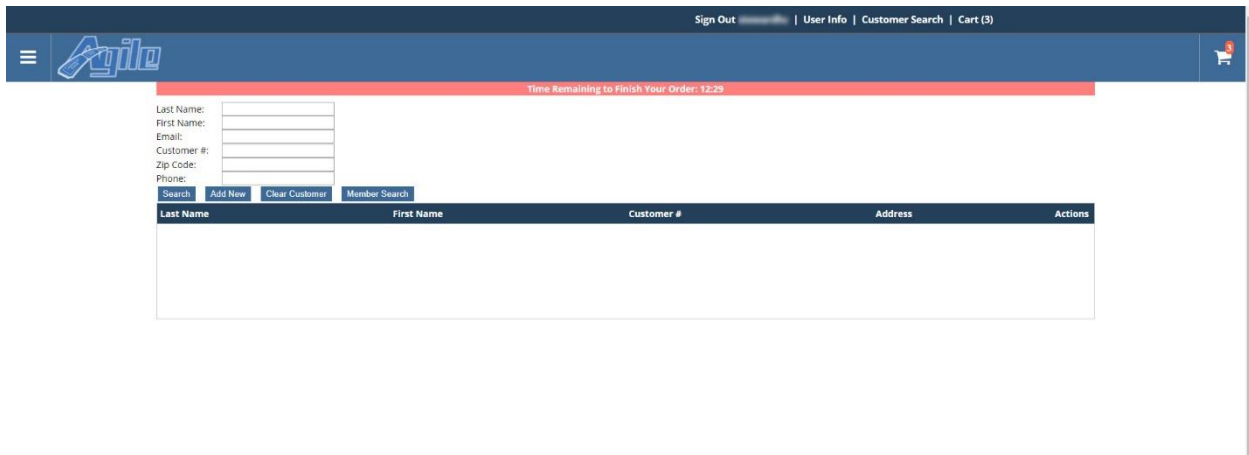 Sign Out | User Info | Customer Search | Cart (3)
Agile
3
Time Remaining to Finish Your Order: 12:29
Last Name:
First Name:
Email:
Customer #:
Zip Code:
Phone:
Search Add New Clear Customer Member Search
Last Name First Name Customer # Address Actions